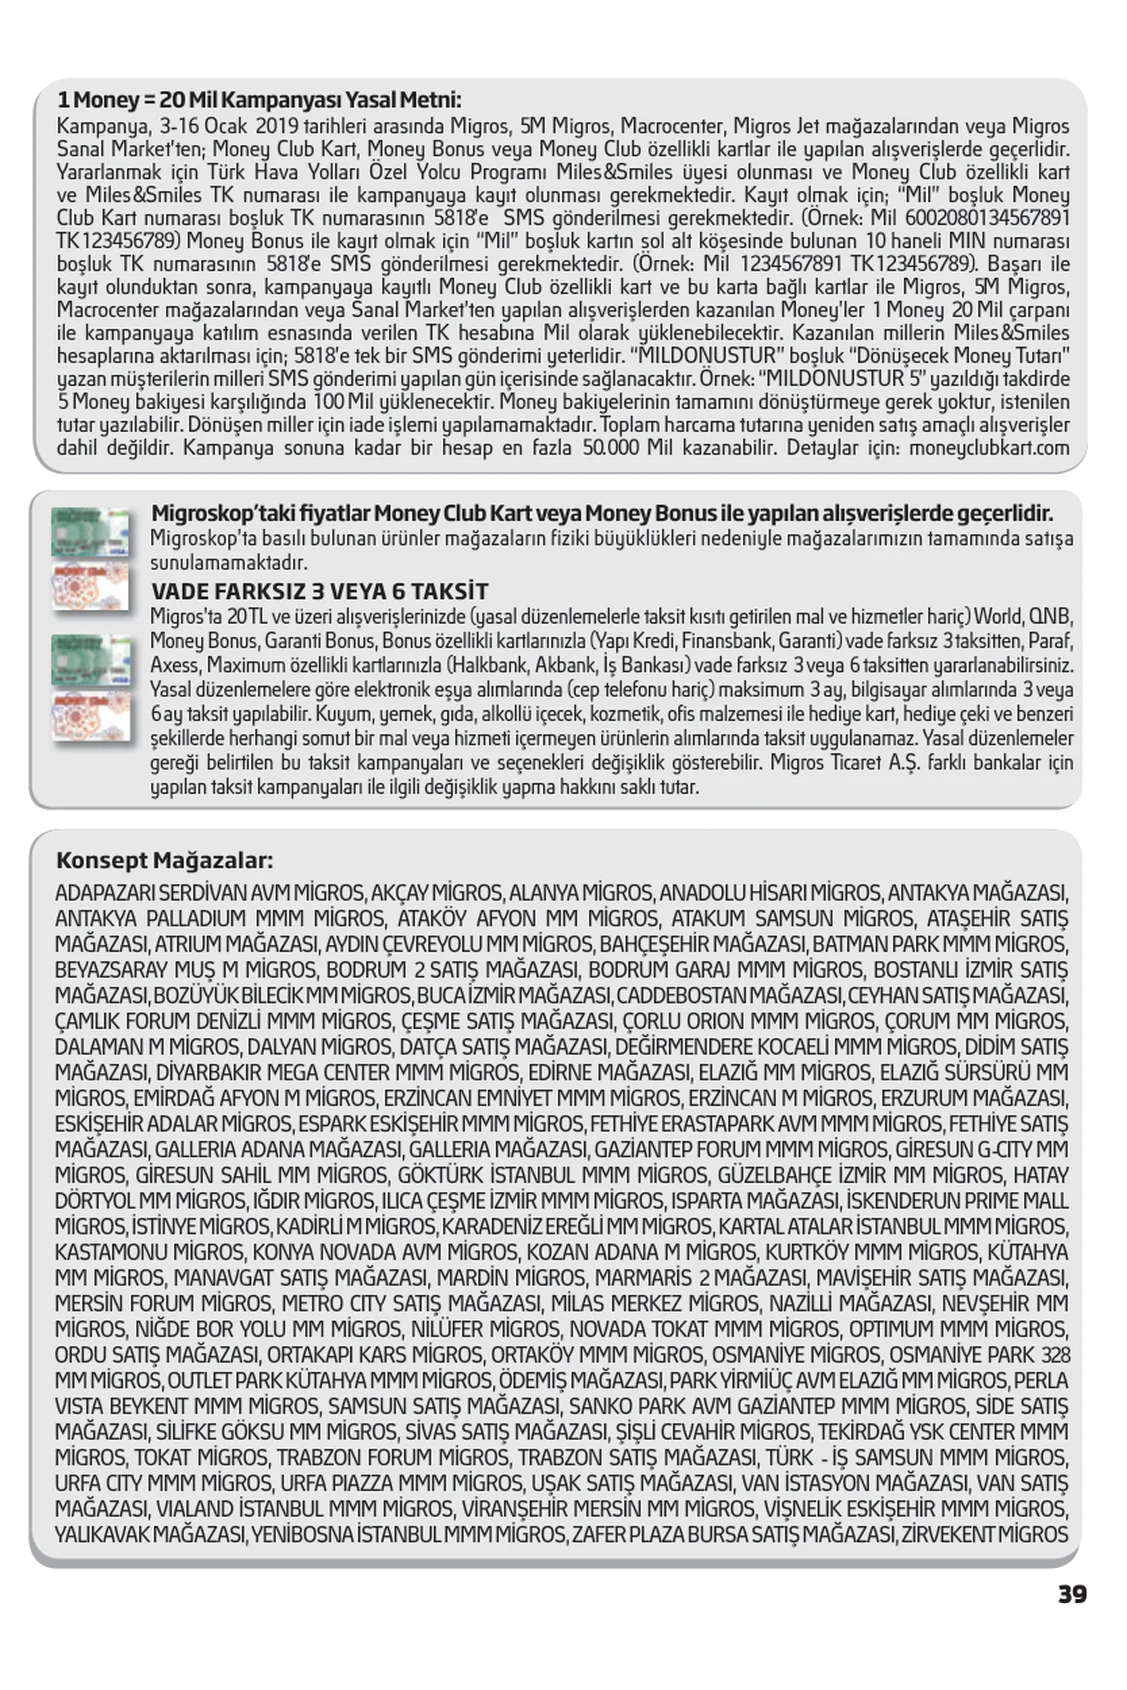 1 Money = 20 Mil Kampanyası Yasal Metni:
Kampanya, 3-16 Ocak 2019 tarihleri arasında Migros, 5M Migros, Macrocenter, Migros Jet mağazalarından veya Migros
Sanal Market'ten; Money Club Kart, Money Bonus veya Money Club özellikli kartlar ile yapılan alışverişlerde geçerlidir.
Yararlanmak için Türk Hava Yolları Özel Yolcu Programı Miles&Smiles üyesi olunması ve Money Club özellikli kart
ve Miles&Smiles TK numarası ile kampanyaya kayıt olunması gerekmektedir. Kayıt olmak için; “Mil” boşluk Money
Club Kart numarası boşluk TK numarasının 5818'e SMS gönderilmesi gerekmektedir. (Örnek: Mil 6002080134567891
TK123456789) Money Bonus ile kayıt olmak için “Mil” boşluk kartın sol alt köşesinde bulunan 10 haneli MIN numarası
boşluk TK numarasının 5818'e SMS gönderilmesi gerekmektedir. (Örnek: Mil 1234567891 TK123456789). Başarı ile
kayıt olunduktan sonra, kampanyaya kayıtlı Money Club özellikli kart ve bu karta bağlı kartlar ile Migros, 5M Migros,
Macrocenter mağazalarından veya Sanal Market'ten yapılan alışverişlerden kazanılan Money'ler 1 Money 20 Mil çarpanı
ile kampanyaya katılım esnasında verilen TK hesabına Mil olarak yüklenebilecektir. Kazanılan millerin Miles&Smiles
hesaplarına aktarılması için; 5818'e tek bir SMS gönderimi yeterlidir. “MILDONUSTUR” boşluk “Dönüşecek Money Tutarı”
yazan müşterilerin milleri SMS gönderimi yapılan gün içerisinde sağlanacaktır. Örnek: “MILDONUSTUR 5” yazıldığı takdirde
5 Money bakiyesi karşılığında 100 Mil yüklenecektir. Money bakiyelerinin tamamını dönüştürmeye gerek yoktur, istenilen
tutar yazılabilir. Dönüşen miller için iade işlemi yapılamamaktadır. Toplam harcama tutarına yeniden satış amaçlı alışverişler
dahil değildir. Kampanya sonuna kadar bir hesap en fazla 50.000 Mil kazanabilir. Detaylar için: moneyclubkart.com
Migroskop'taki fiyatlar Money Club Kart veya Money Bonus ile yapılan alışverişlerde geçerlidir.
Migroskop'ta basılı bulunan ürünler mağazaların fiziki büyüklükleri nedeniyle mağazalarımızın tamamında satışa
sunulamamaktadır.
VADE FARKSIZ 3 VEYA 6 TAKSİT
Migros'ta 20TL ve üzeri alışverişlerinizde (yasal düzenlemelerle taksit kısıtı getirilen mal ve hizmetler hariç) World, QNB,
Money Bonus, Garanti Bonus, Bonus özellikli kartlarınızla (Yapı Kredi, Finansbank, Garanti) vade farksız 3 taksitten, Paraf,
Axess, Maximum özellikli kartlarınızla (Halkbank, Akbank, İş Bankası) vade farksız 3 veya 6 taksitten yararlanabilirsiniz.
Yasal düzenlemelere göre elektronik eşya alımlarında (cep telefonu hariç) maksimum 3 ay, bilgisayar alımlarında 3 veya
6 ay taksit yapılabilir. Kuyum, yemek, gıda, alkollü içecek, kozmetik, ofis malzemesi ile hediye kart, hediye çeki ve benzeri
şekillerde herhangi somut bir mal veya hizmeti içermeyen ürünlerin alımlarında taksit uygulanamaz. Yasal düzenlemeler
gereği belirtilen bu taksit kampanyaları ve seçenekleri değişiklik gösterebilir. Migros Ticaret A.Ş. farklı bankalar için
yapılan taksit kampanyaları ile ilgili değişiklik yapma hakkını saklı tutar.
Konsept Mağazalar:
ADAPAZARI SERDİVAN AVM MİGROS, AKÇAY MİGROS, ALANYA MİGROS, ANADOLU HİSARI MİGROS, ANTAKYA MAĞAZASI,
ANTAKYA PALLADIUM MMM MİGROS, ATAKÖY AFYON MM MİGROS, ATAKUM SAMSUN MİGROS, ATAŞEHİR SATIŞ
MAĞAZASI, ATRIUM MAĞAZASI, AYDIN ÇEVREYOLU MM MİGROS, BAHÇEŞEHİR MAĞAZASI, BATMAN PARK MMM MİGROS,
BEYAZSARAY MUŞ M MİGROS, BODRUM 2 SATIŞ MAĞAZASI, BODRUM GARAJ MMM MİGROS, BOSTANLI İZMİR SATIŞ
MAĞAZASI, BOZÜYÜK BİLECİK MM MİGROS, BUCA İZMİR MAĞAZASI, CADDEBOSTAN MAĞAZASI, CEYHAN SATIŞ MAĞAZASI,
ÇAMLIK FORUM DENİZLİ MMM MİGROS, ÇEŞME SATIŞ MAĞAZASI, ÇORLU ORION MMM MİGROS, ÇORUM MM MİGROS,
DALAMAN M MİGROS, DALYAN MİGROS, DATÇA SATIŞ MAĞAZASI, DEĞİRMENDERE KOCAELİ MMM MİGROS, DİDİM SATIŞ
MAĞAZASI, DİYARBAKIR MEGA CENTER MMM MİGROS, EDİRNE MAĞAZASI, ELAZIĞ MM MİGROS, ELAZIĞ SÜRSÜRÜ MM
MİGROS, EMİRDAĞ AFYON M MİGROS, ERZİNCAN EMNİYET MMM MİGROS, ERZİNCAN M MİGROS, ERZURUM MAĞAZASI,
ESKİŞEHİR ADALAR MİGROS, ESPARK ESKİŞEHİR MMM MİGROS, FETHİYE ERASTAPARK AVM MMM MİGROS, FETHİYE SATIŞ
MAĞAZASI, GALLERIA ADANA MAĞAZASI, GALLERIA MAĞAZASI, GAZİANTEP FORUM MMM MİGROS, GİRESUN G-CITY MM
MİGROS, GİRESUN SAHİL MM MİGROS, GÖKTÜRK İSTANBUL MMM MİGROS, GÜZELBAHÇE İZMİR MM MİGROS, HATAY
DÖRTYOL MM MİGROS, IĞDIR MİGROS, ILICA ÇEŞME İZMİR MMM MİGROS, ISPARTA MAĞAZASI, İSKENDERUN PRIME MALL
MİGROS, İSTİNYE MİGROS, KADİRLİ M MİGROS, KARADENİZ EREĞLİ MM MİGROS, KARTAL ATALAR İSTANBUL MMM MİGROS,
KASTAMONU MİGROS, KONYA NOVADA AVM MİGROS, KOZAN ADANA M MİGROS, KURTKÖY MMM MİGROS, KÜTAHYA
MM MİGROS, MANAVGAT SATIŞ MAĞAZASI, MARDİN MİGROS, MARMARİS 2 MAĞAZASI, MAVİŞEHİR SATIŞ MAĞAZASI,
MERSİN FORUM MİGROS, METRO CITY SATIŞ MAĞAZASI, MİLAS MERKEZ MİGROS, NAZİLLİ MAĞAZASI, NEVŞEHİR MM
MİGROS, NİĞDE BOR YOLU MM MİGROS, NİLÜFER MİGROS, NOVADA TOKAT MMM MİGROS, OPTIMUM MMM MİGROS,
ORDU SATIŞ MAĞAZASI, ORTAKAPI KARS MİGROS, ORTAKÖY MMM MİGROS, OSMANİYE MİGROS, OSMANİYE PARK 328
MM MİGROS, OUTLET PARK KÜTAHYA MMM MİGROS, ÖDEMİŞ MAĞAZASI, PARK YİRMİÜÇ AVM ELAZIĞ MM MİGROS, PERLA
VISTA BEYKENT MMM MİGROS, SAMSUN SATIŞ MAĞAZASI, SANKO PARK AVM GAZİANTEP MMM MİGROS, SİDE SATIŞ
MAĞAZASI, SİLİFKE GÖKSU MM MİGROS, SİVAS SATIŞ MAĞAZASI, ŞİŞLİ CEVAHİR MİGROS, TEKİRDAĞ YSK CENTER MMM
MİGROS, TOKAT MİGROS, TRABZON FORUM MİGROS, TRABZON SATIŞ MAĞAZASI, TÜRK - İŞ SAMSUN MMM MİGROS,
URFA CITY MMM MİGROS, URFA PIAZZA MMM MİGROS, UŞAK SATIŞ MAĞAZASI, VAN İSTASYON MAĞAZASI, VAN SATIŞ
MAĞAZASI, VIALAND İSTANBUL MMM MİGROS, VİRANŞEHİR MERSİN MM MİGROS, VİŞNELİK ESKİŞEHİR MMM MİGROS,
YALIKAVAK MAĞAZASI, YENİBOSNA İSTANBUL MMM MİGROS, ZAFER PLAZA BURSA SATIŞ MAĞAZASI, ZİRVEKENT MİGROS
39